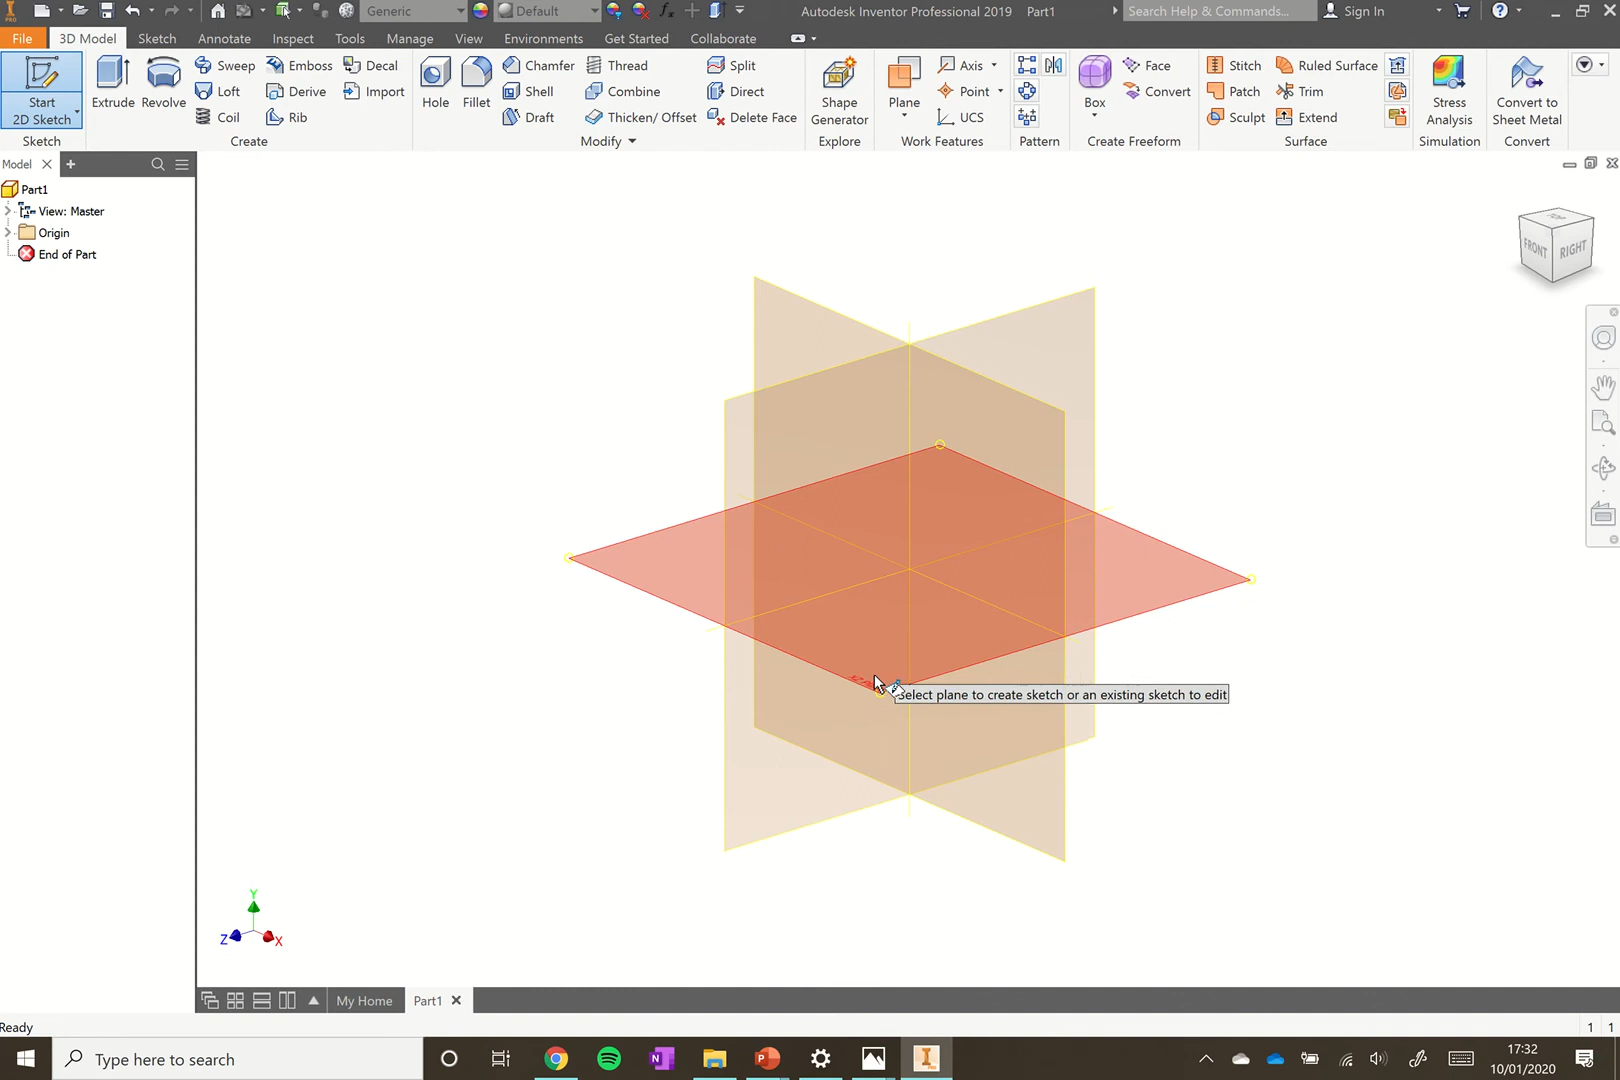 PRO
Generic
Default
Autodesk Inventor Professional 2019 Part1
Search Help & Commands...
Sign In
File
3D Model
Sketch
Annotate
Inspect
Tools
Manage
View
Environments
Get Started
Collaborate
Start
2D Sketch
Extrude
Revolve
Sweep
Loft
Coil
Emboss
Derive
Rib
Decal
Import
Hole
Fillet
Chamfer
Shell
Draft
Thread
Combine
Thicken/ Offset
Split
Direct
Delete Face
Shape
Generator
Plane
Axis
Point
UCS
Box
Face
Convert
Stitch
Patch
Sculpt
Ruled Surface
Trim
Extend
Stress
Analysis
Convert to
Sheet Metal
Sketch
Create
Modify
Explore
Work Features
Pattern
Create Freeform
Surface
Simulation
Convert
Model
Part1
View: Master
Origin
End of Part
TOP
FRONT
RIGHT
Select plane to create sketch or an existing sketch to edit
Y
Z
X
My Home
Part1
Ready
1 1
Type here to search
17:32
10/01/2020